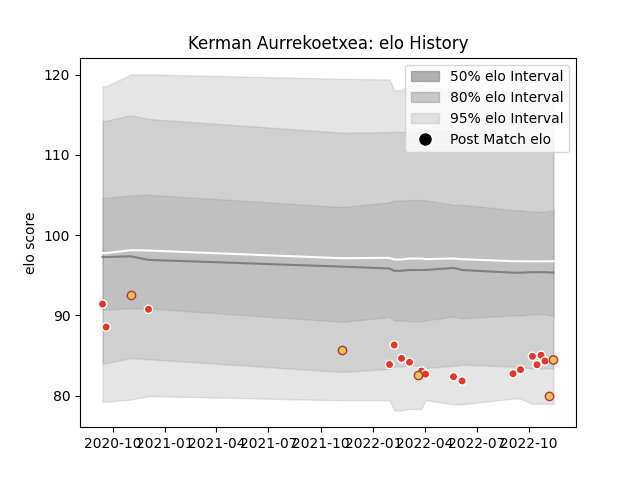 Kerman Aurrekoetxea: elo History
50% elo Interval
80% elo Interval
95% elo Interval
Post Match elo
elo score
120
110
100
90
80
2020-10 2021-01 2021-04 2021-07 2021-10 2022-01 2022-04 2022-07 2022-10